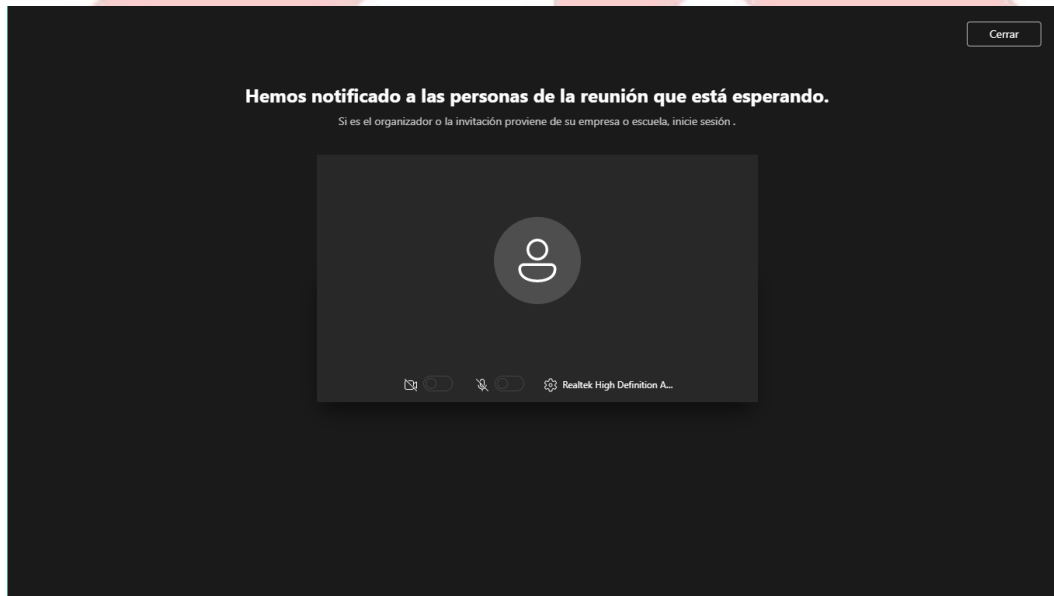 Cerrar
Hemos notificado a las personas de la reunión que está esperando.
Si es el organizador o la invitación proviene de su empresa o escuela, inicie sesión .
Realtek High Definition A...